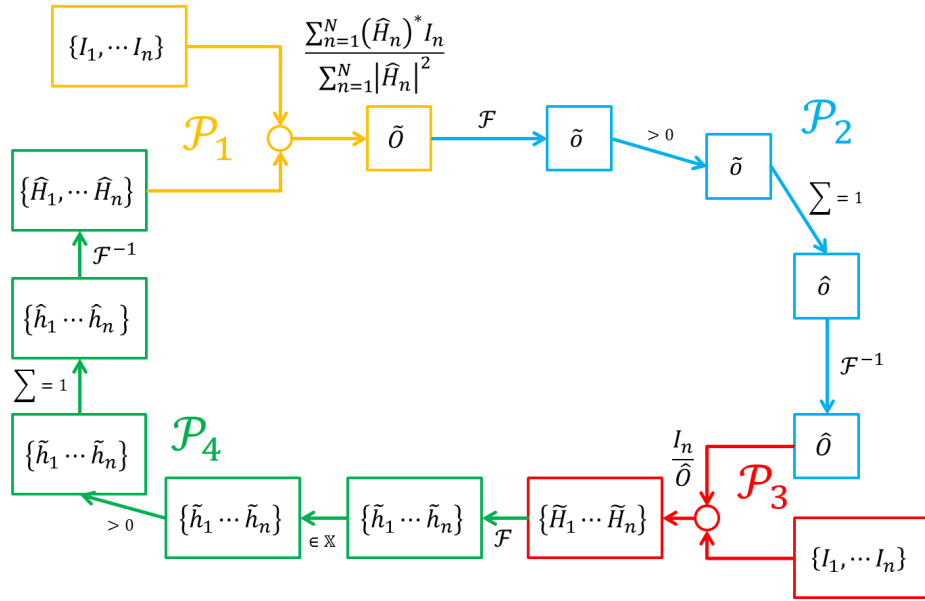 {I₁, ⋯ Iₙ}
∑ₙ₌₁ᴺ(Ĥₙ)* Iₙ
∑ₙ₌₁ᴺ|Ĥₙ|²
𝒫₁
Õ
ℱ
õ
> 0
õ
𝒫₂
∑ = 1
ô
ℱ⁻¹
Ô
Iₙ
Ô
𝒫₃
{I₁, ⋯ Iₙ}
{H̃₁ ⋯ H̃ₙ}
ℱ
{h̃₁ ⋯ h̃ₙ}
∈ 𝕏
{h̃₁ ⋯ h̃ₙ}
𝒫₄
> 0
{h̃₁ ⋯ h̃ₙ}
∑ = 1
{ĥ₁ ⋯ ĥₙ}
ℱ⁻¹
{Ĥ₁, ⋯ Ĥₙ}